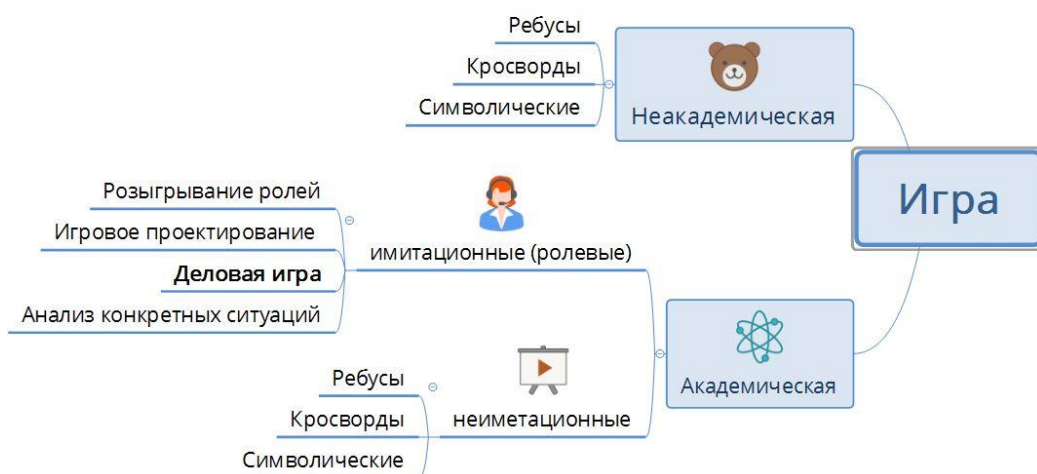 Ребусы
Кросворды
Символические
Неакадемическая
Игра
Розыгрывание ролей
Игровое проектирование
Деловая игра
Анализ конкретных ситуаций
имитационные (ролевые)
Академическая
Ребусы
Кросворды
Символические
неиметационные